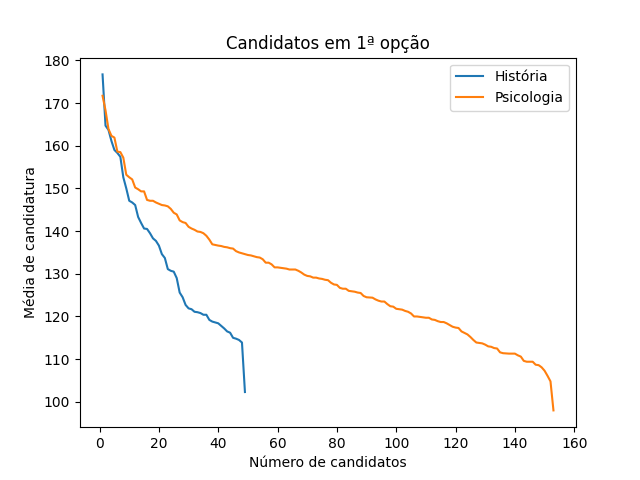 Candidatos em 1ª opção
História
Psicologia
Média de candidatura
180
170
160
150
140
130
120
110
100
0 20 40 60 80 100 120 140 160
Número de candidatos